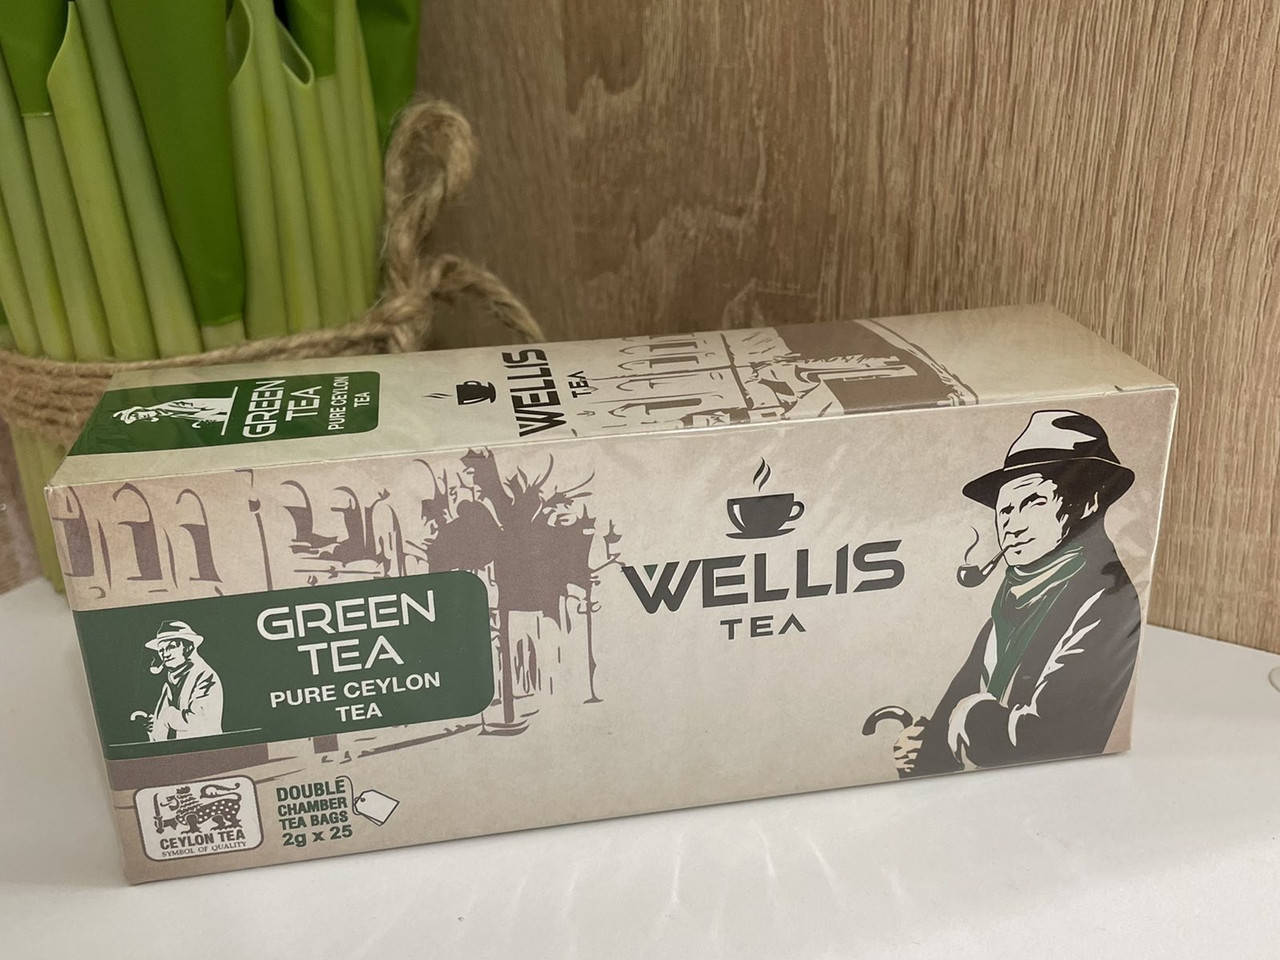 GREEN
TEA
PURE CEYLON
TEA
WELLIS
TEA
GREEN
TEA
PURE CEYLON
TEA
WELLIS
TEA
CEYLON TEA
SYMBOL OF QUALITY
DOUBLE
CHAMBER
TEA BAGS
2g x 25